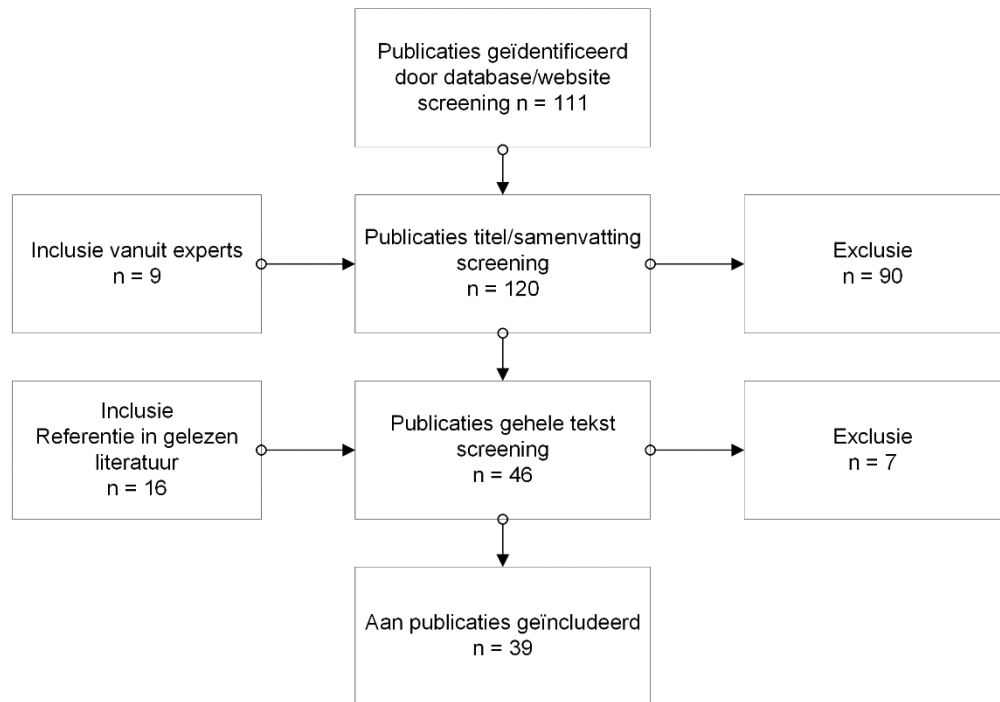 Publicaties geïdentificeerd
door database/website
screening n = 111
Inclusie vanuit experts
n = 9
Publicaties titel/samenvatting
screening
n = 120
Exclusie
n = 90
Inclusie
Referentie in gelezen
literatuur
n = 16
Publicaties gehele tekst
screening
n = 46
Exclusie
n = 7
Aan publicaties geïncludeerd
n = 39